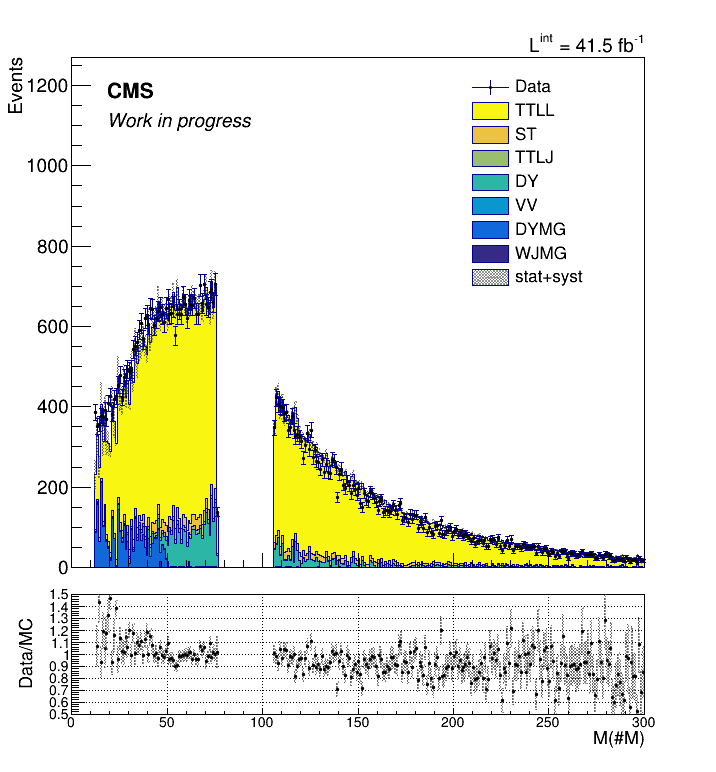 L^int = 41.5 fb^-1
Events
1200
1000
800
600
400
200
0
CMS
Work in progress
Data
TTLL
ST
TTLJ
DY
VV
DYMG
WJMG
stat+syst
Data/MC
1.5
1.4
1.3
1.2
1.1
1
0.9
0.8
0.7
0.6
0.5
0 50 100 150 200 250 300
M(#M)